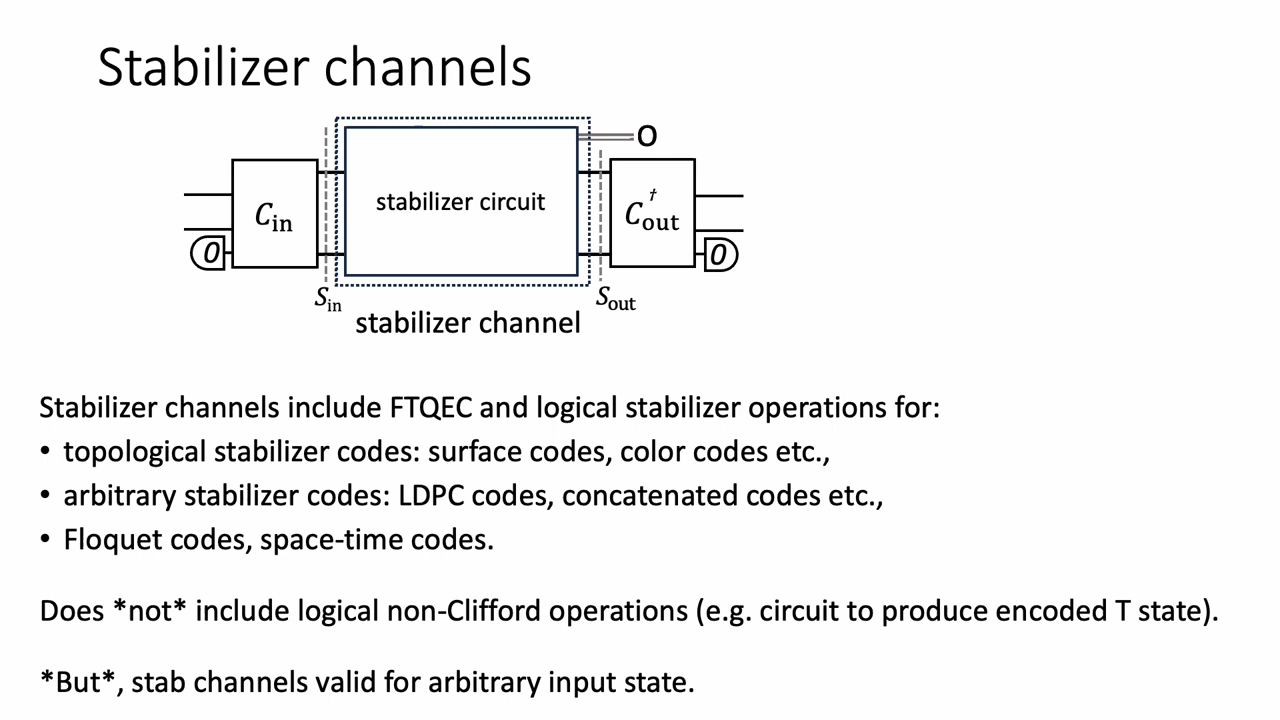 Stabilizer channels
O
stabilizer circuit
C_in
C_out^†
0
0
S_in
S_out
stabilizer channel
Stabilizer channels include FTQEC and logical stabilizer operations for:
• topological stabilizer codes: surface codes, color codes etc.,
• arbitrary stabilizer codes: LDPC codes, concatenated codes etc.,
• Floquet codes, space-time codes.
Does *not* include logical non-Clifford operations (e.g. circuit to produce encoded T state).
*But*, stab channels valid for arbitrary input state.